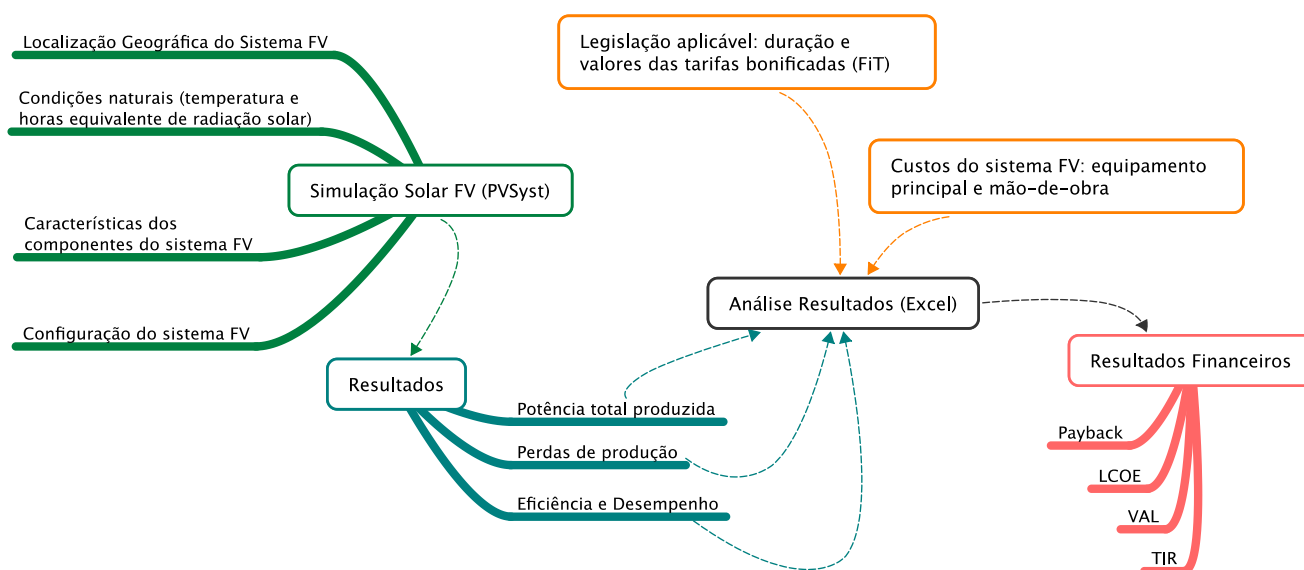 Localização Geográfica do Sistema FV
Condições naturais (temperatura e
horas equivalente de radiação solar)
Simulação Solar FV (PVSyst)
Características dos
componentes do sistema FV
Configuração do sistema FV
Legislação aplicável: duração e
valores das tarifas bonificadas (FiT)
Custos do sistema FV: equipamento
principal e mão-de-obra
Análise Resultados (Excel)
Resultados
Potência total produzida
Perdas de produção
Eficiência e Desempenho
Resultados Financeiros
Payback
LCOE
VAL
TIR